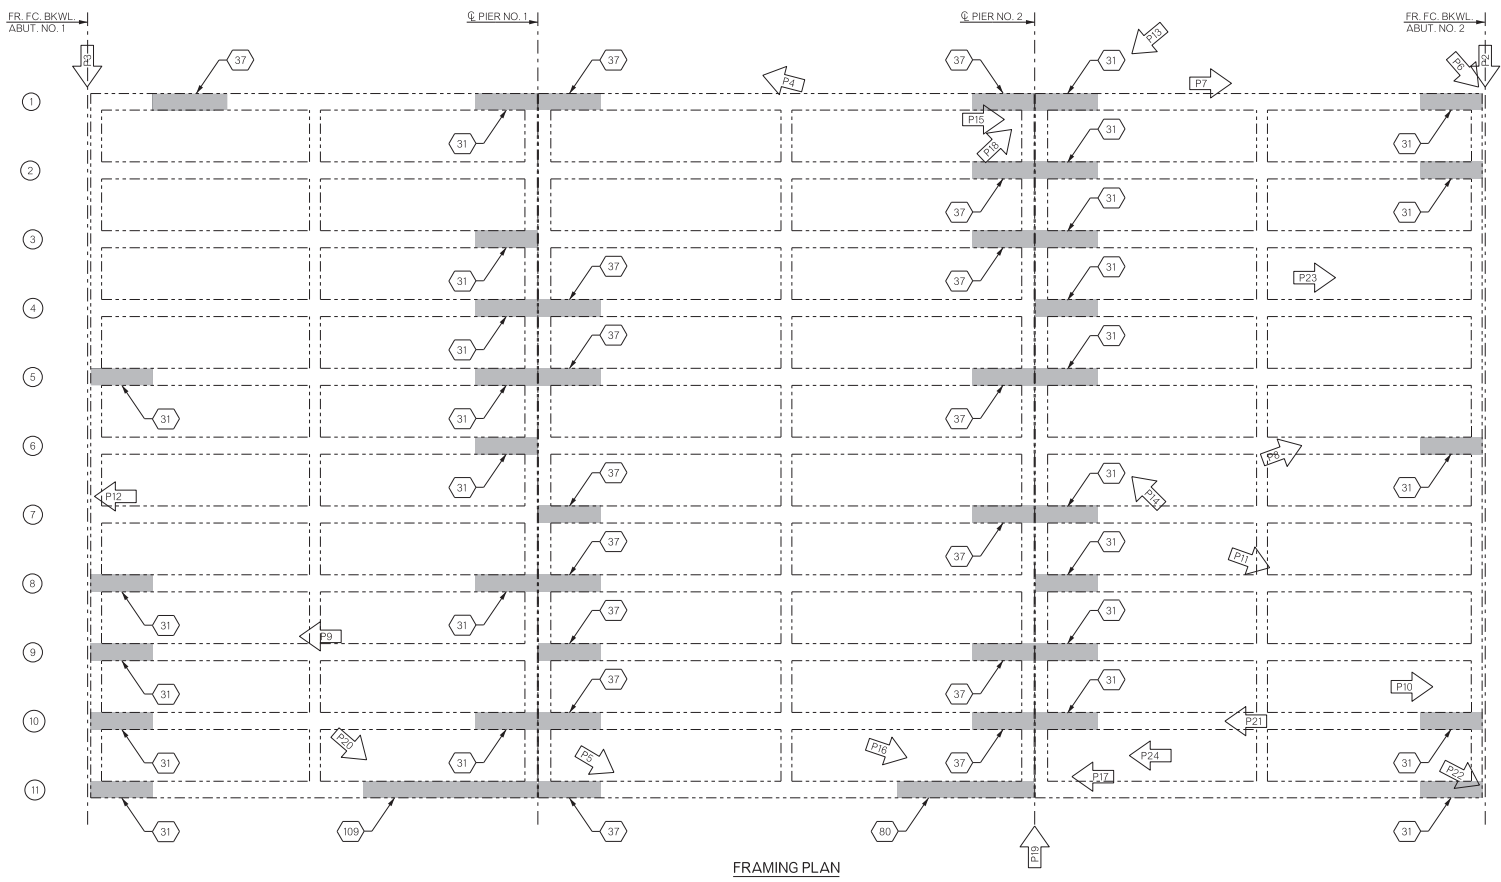 FR. FC. BKWL.
ABUT. NO. 1
℄ PIER NO. 1
℄ PIER NO. 2
FR. FC. BKWL.
ABUT. NO. 2
P3
37
37
P4
37
31
P13
P7
P6
P2
1
31
P15
P18
31
31
2
37
31
31
3
31
37
37
31
P23
4
31
37
31
5
31
31
37
6
31
37
31
P14
P8
31
P12
7
37
37
31
P11
8
31
31
37
31
P9
9
31
37
37
31
P10
10
31
P20
31
P5
P16
37
P21
P24
31
P22
P17
11
31
109
37
80
P19
31
FRAMING PLAN